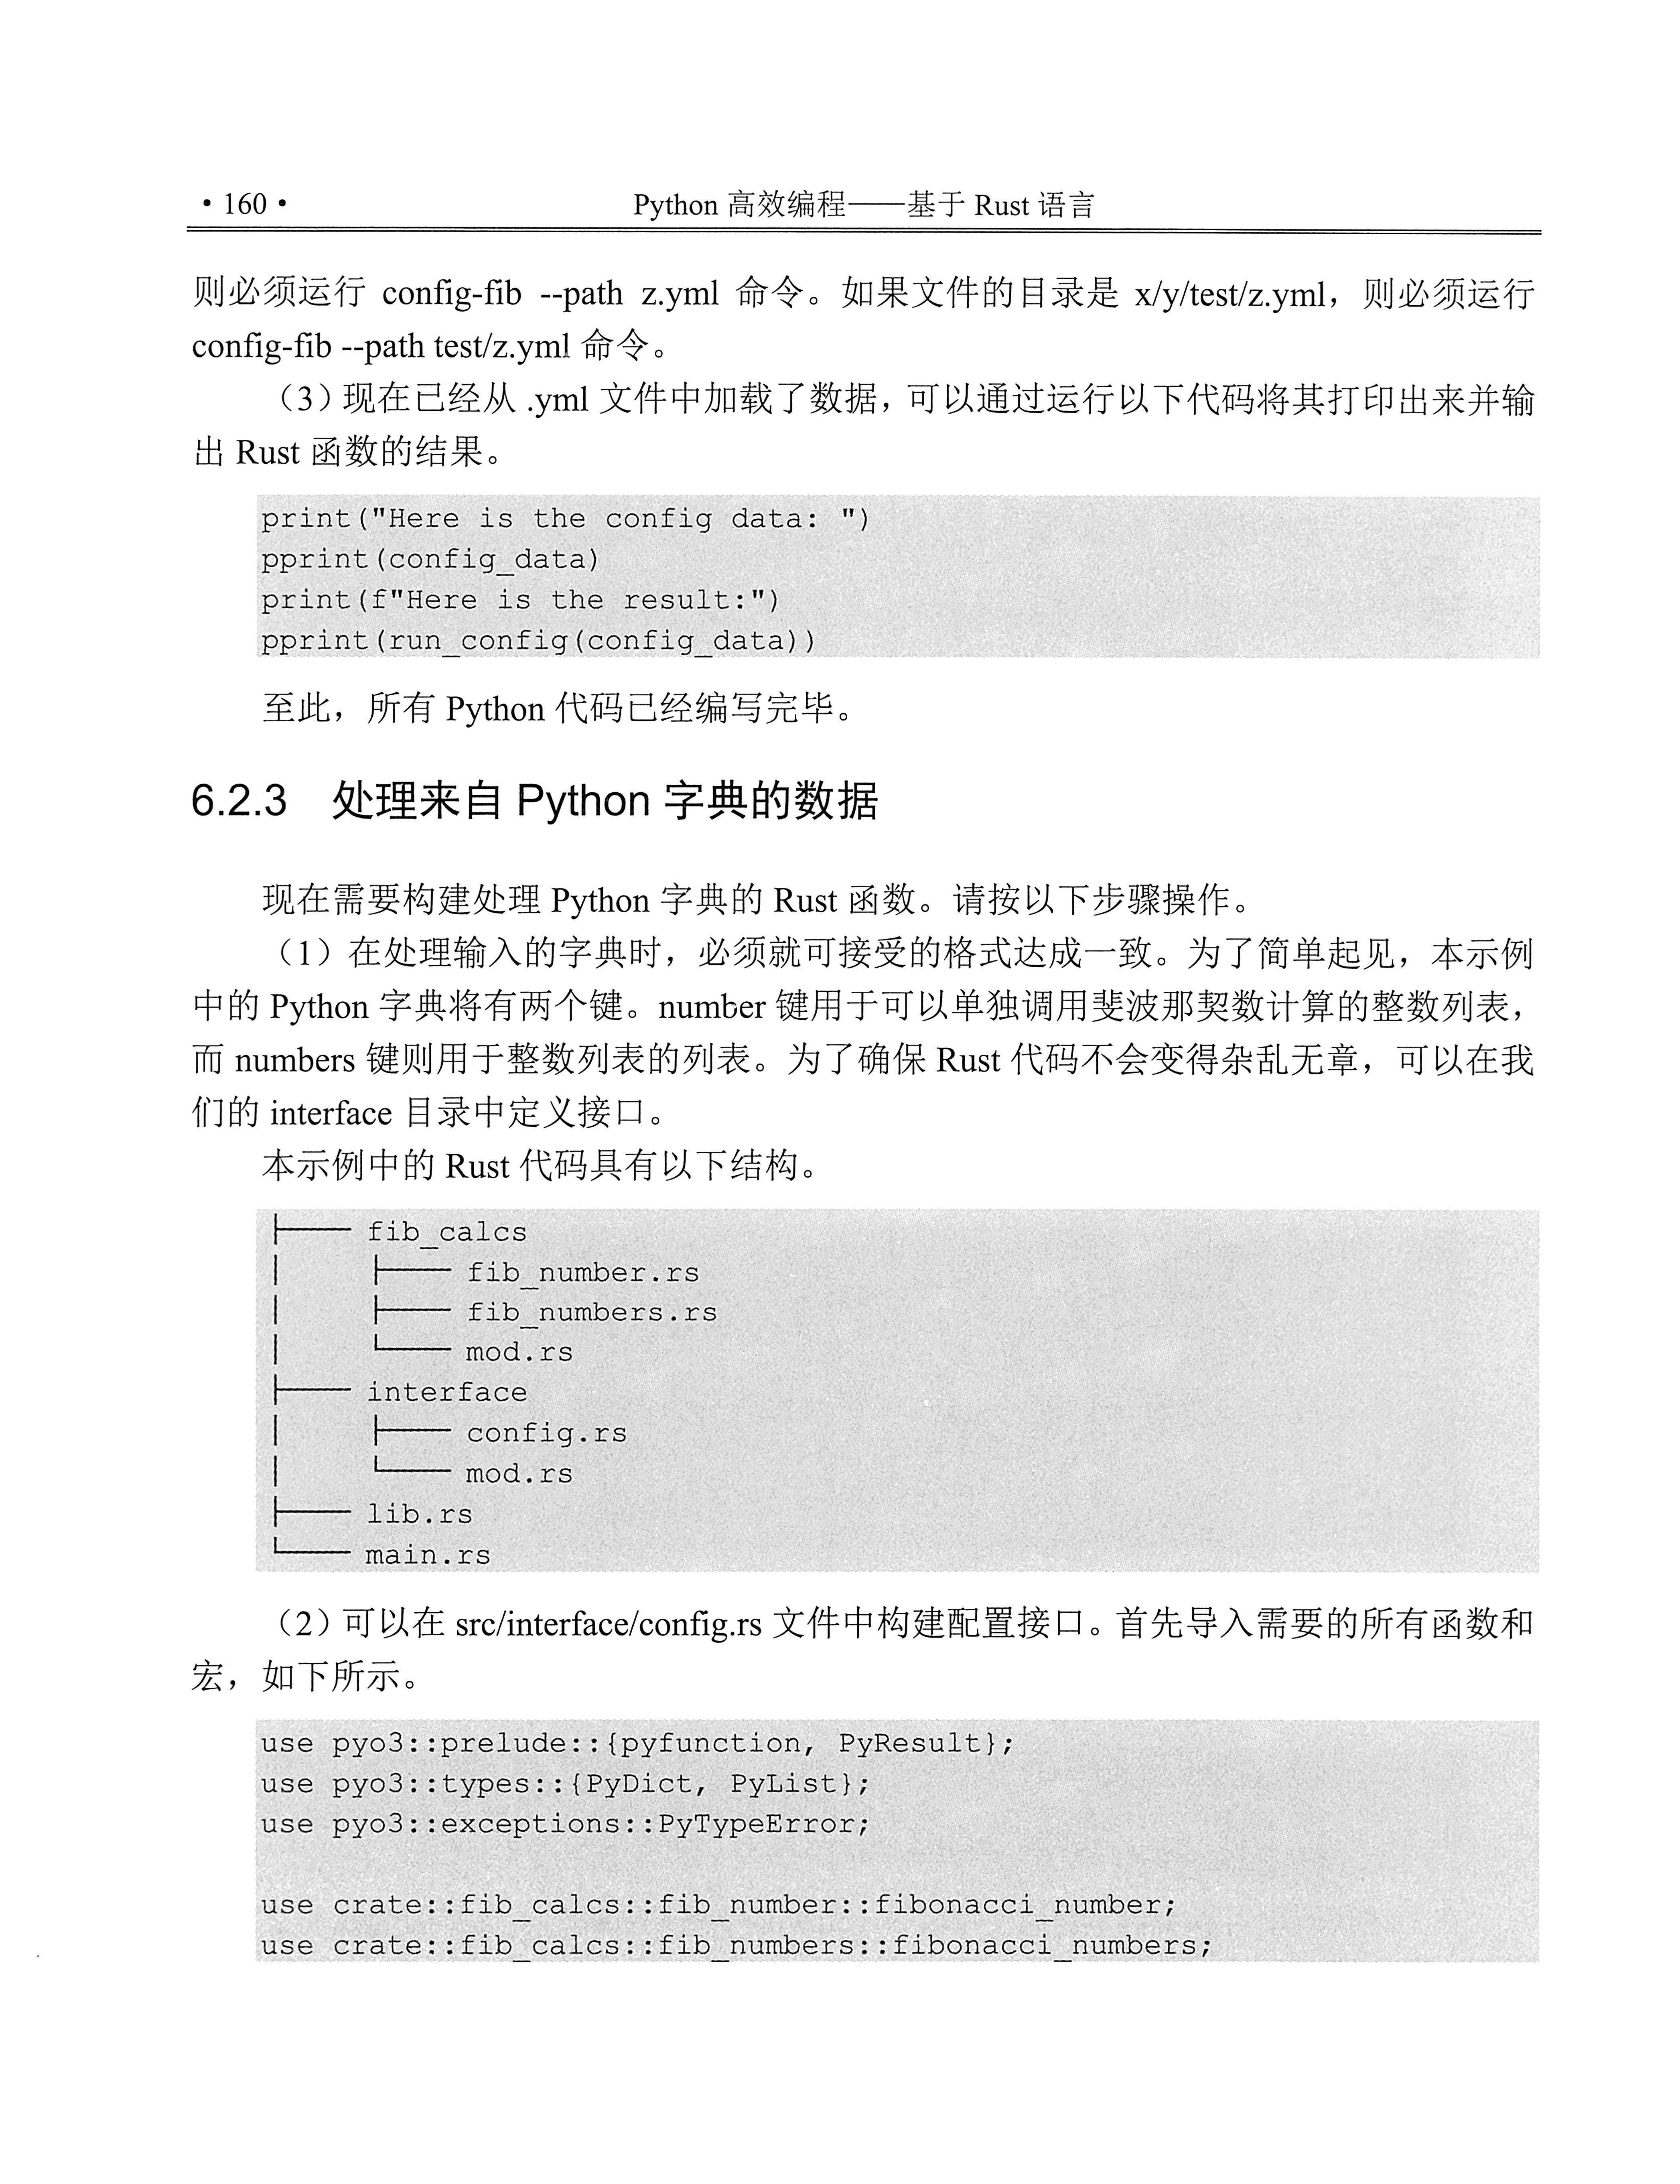 • 160 •
Python 高效编程——基于 Rust 语言
则必须运行 config-fib --path z.yml 命令。如果文件的目录是 x/y/test/z.yml，则必须运行
config-fib --path test/z.yml 命令。
（3）现在已经从 .yml 文件中加载了数据，可以通过运行以下代码将其打印出来并输
出 Rust 函数的结果。
print("Here is the config data: ")
pprint(config_data)
print(f"Here is the result:")
pprint(run_config(config_data))
至此，所有 Python 代码已经编写完毕。
6.2.3 处理来自 Python 字典的数据
现在需要构建处理 Python 字典的 Rust 函数。请按以下步骤操作。
（1）在处理输入的字典时，必须就可接受的格式达成一致。为了简单起见，本示例
中的 Python 字典将有两个键。number 键用于可以单独调用斐波那契数计算的整数列表，
而 numbers 键则用于整数列表的列表。为了确保 Rust 代码不会变得杂乱无章，可以在我
们的 interface 目录中定义接口。
本示例中的 Rust 代码具有以下结构。
├── fib_calcs
│   ├── fib_number.rs
│   ├── fib_numbers.rs
│   └── mod.rs
├── interface
│   ├── config.rs
│   └── mod.rs
├── lib.rs
└── main.rs
（2）可以在 src/interface/config.rs 文件中构建配置接口。首先导入需要的所有函数和
宏，如下所示。
use pyo3::prelude::{pyfunction, PyResult};
use pyo3::types::{PyDict, PyList};
use pyo3::exceptions::PyTypeError;
use crate::fib_calcs::fib_number::fibonacci_number;
use crate::fib_calcs::fib_numbers::fibonacci_numbers;